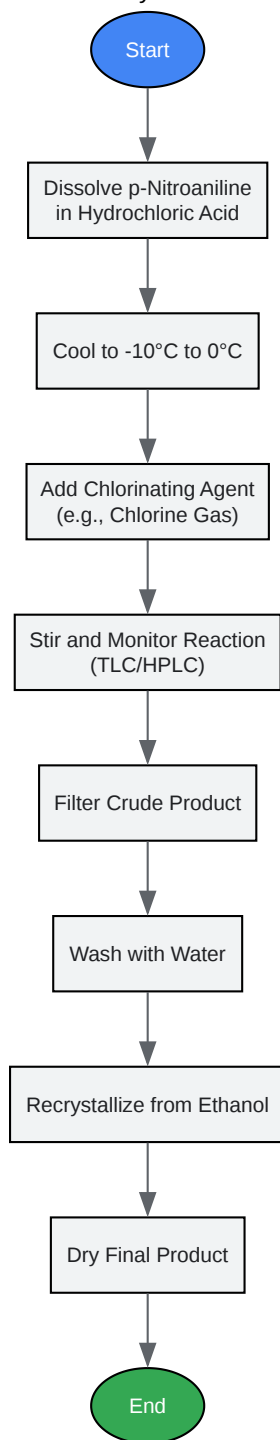 Start
Dissolve p-Nitroaniline
in Hydrochloric Acid
Cool to -10°C to 0°C
Add Chlorinating Agent
(e.g., Chlorine Gas)
Stir and Monitor Reaction
(TLC/HPLC)
Filter Crude Product
Wash with Water
Recrystallize from Ethanol
Dry Final Product
End